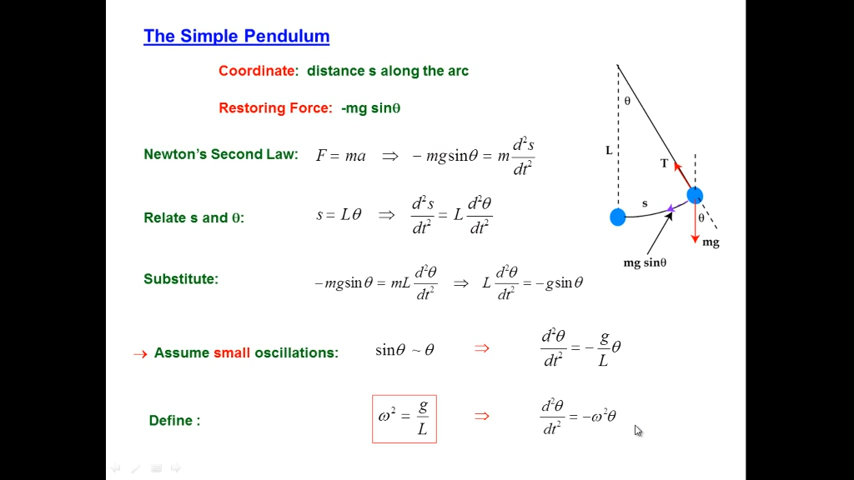 The Simple Pendulum
Coordinate: distance s along the arc
Restoring Force: -mg sinθ
Newton's Second Law: F = ma ⇒ − mg sinθ = m d²s/dt²
Relate s and θ: s = Lθ ⇒ d²s/dt² = L d²θ/dt²
Substitute: −mg sinθ = mL d²θ/dt² ⇒ L d²θ/dt² = −g sinθ
→ Assume small oscillations: sinθ ~ θ ⇒ d²θ/dt² = − g/L θ
Define : ω² = g/L ⇒ d²θ/dt² = −ω²θ
θ
L
T
s
θ
mg
mg sinθ